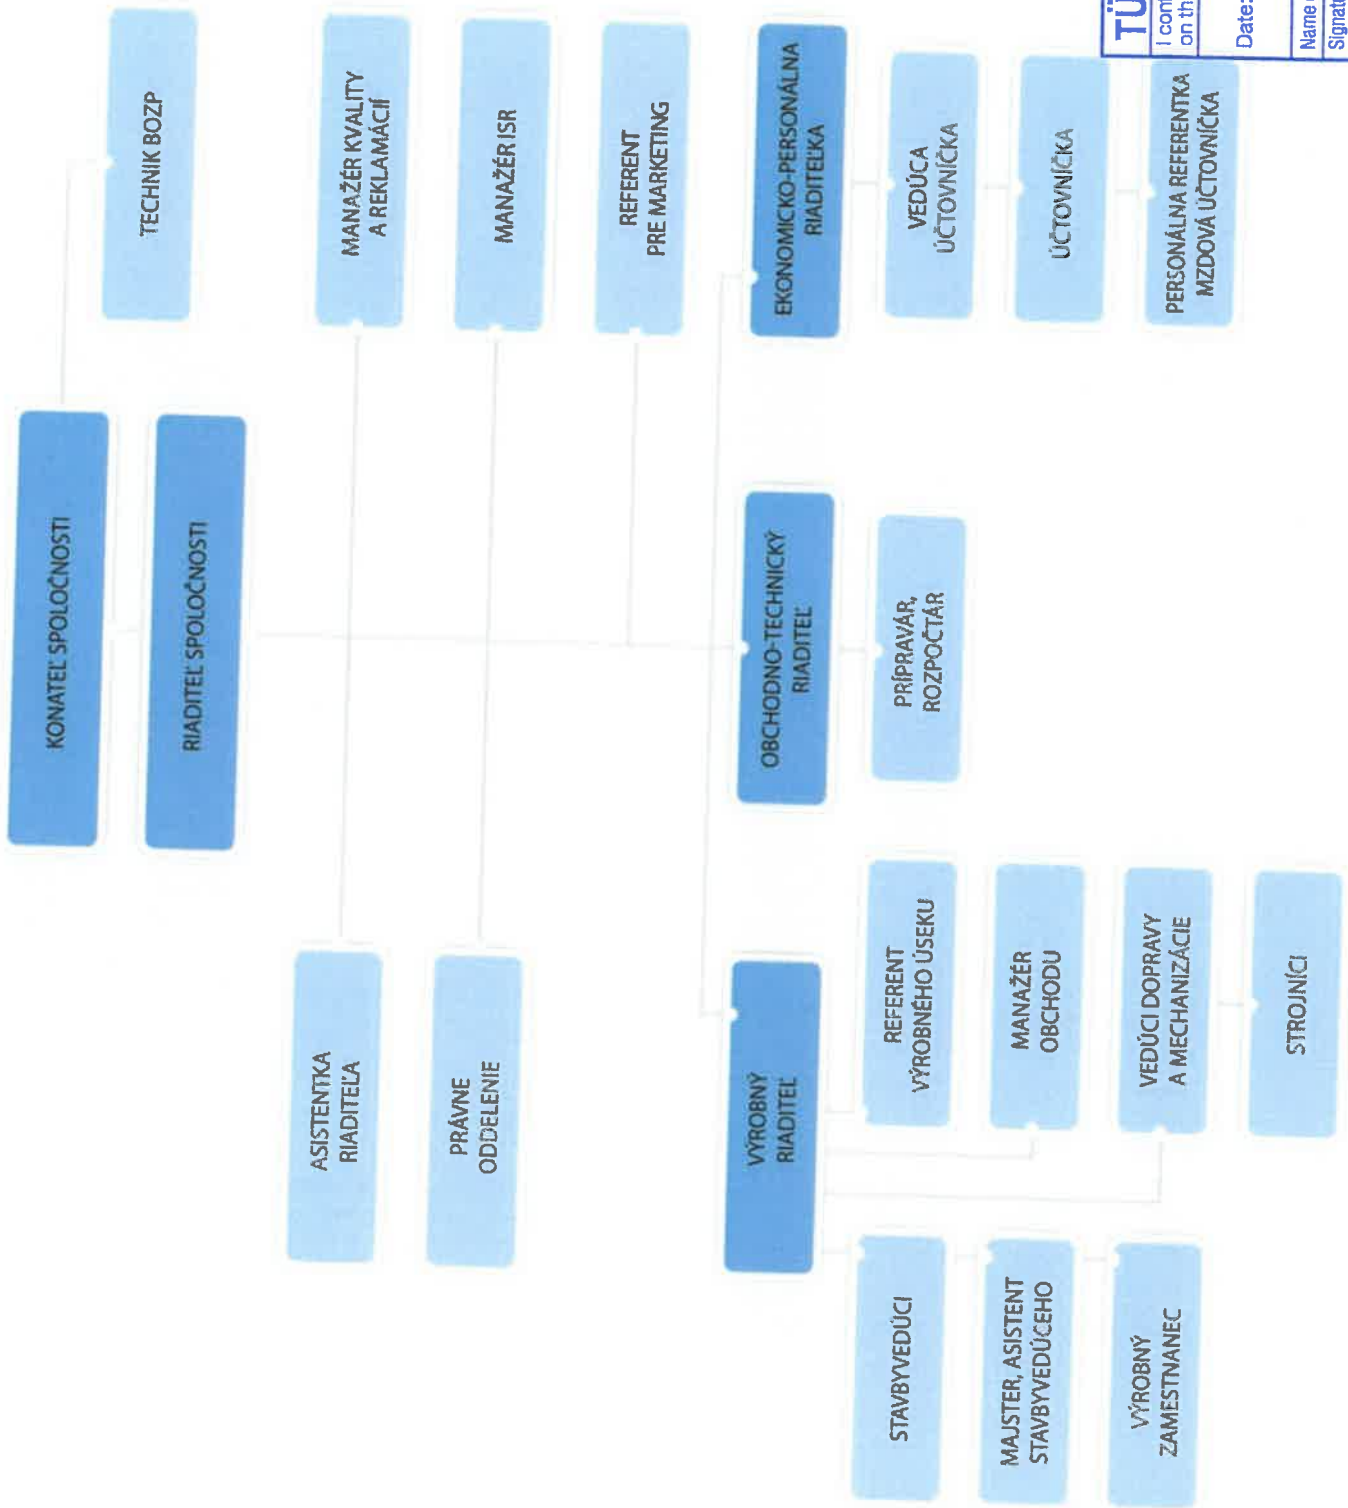 KONATEĽ SPOLOČNOSTI
TECHNIK BOZP
RIADITEĽ SPOLOČNOSTI
ASISTENTKA
RIADITEĽA
MANAŽÉR KVALITY
A REKLAMÁCIÍ
PRÁVNE
ODDELENIE
MANAŽÉR ISR
REFERENT
PRE MARKETING
VÝROBNÝ
RIADITEĽ
OBCHODNO-TECHNICKÝ
RIADITEĽ
EKONOMICKO-PERSONÁLNA
RIADITEĽKA
STAVBYVEDÚCI
REFERENT
VÝROBNÉHO ÚSEKU
PRÍPRAVÁR,
ROZPOČTÁR
VEDÚCA
ÚČTOVNÍČKA
MAJSTER, ASISTENT
STAVBYVEDÚCEHO
MANAŽÉR
OBCHODU
ÚČTOVNÍČKA
VÝROBNÝ
ZAMESTNANEC
VEDÚCI DOPRAVY
A MECHANIZÁCIE
PERSONÁLNA REFERENTKA
MZDOVÁ ÚČTOVNÍČKA
STROJNÍCI
I
on
Date:
Name